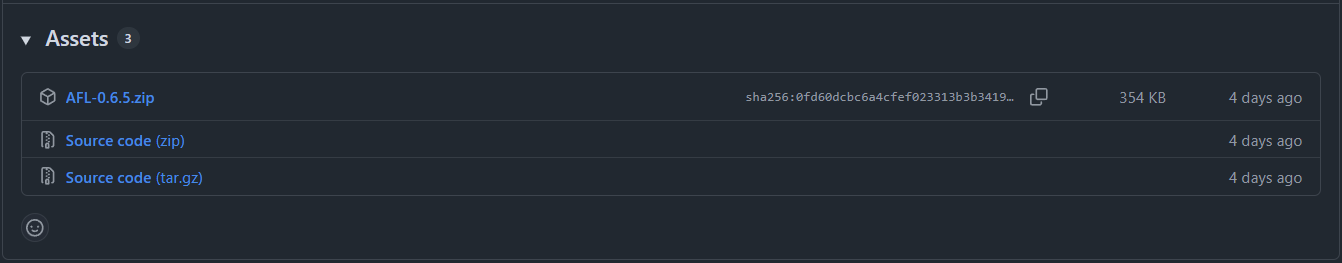 Assets 3
AFL-0.6.5.zip sha256:0fd60dcbc6a4cfef023313b3b3419… 354 KB 4 days ago
Source code (zip) 4 days ago
Source code (tar.gz) 4 days ago